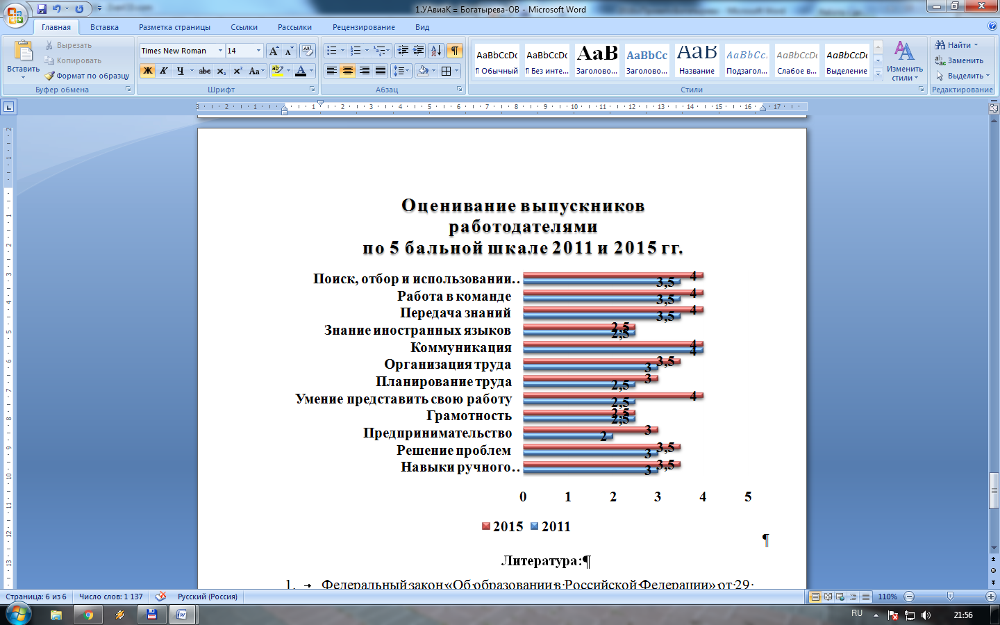 1.УАвиаК = Богатырева-ОВ - Microsoft Word
Главная Вставка Разметка страницы Ссылки Рассылки Рецензирование Вид
Вставить
Вырезать
Копировать
Формат по образцу
Буфер обмена
Times New Roman 14
Ж К Ч abc x₂ x² Aa
Шрифт
Абзац
AaBbCcDc AaBbCcDc AaB AaBbCc AaB AaBbCc. AaBbCcDc AaBbCcDc
¶ Обычный ¶ Без инте... Заголово... Заголово... Название Подзагол... Слабое в... Выделение
Изменить стили
Стили
Найти
Заменить
Выделить
Редактирование
3 2 1 1 2 3 4 5 6 7 8 9 10 11 12 13 14 15 16 17
Оценивание выпускников
работодателями
по 5 бальной шкале 2011 и 2015 гг.
Поиск, отбор и использовании.. 4 3,5
Работа в команде 4 3,5
Передача знаний 4 3,5
Знание иностранных языков 2,5 2,5
Коммуникация 4 4
Организация труда 3,5 3
Планирование труда 3 2,5
Умение представить свою работу 4 2,5
Грамотность 2,5 2,5
Предпринимательство 3 2
Решение проблем 3,5 3
Навыки ручного.. 3,5 3
0 1 2 3 4 5
2015 2011
¶
Литература:¶
1. → Федеральный закон «Об образовании в Российской Федерации» от 29
Страница: 6 из 6 Число слов: 1 137 Русский (Россия) 110%
RU 21:56